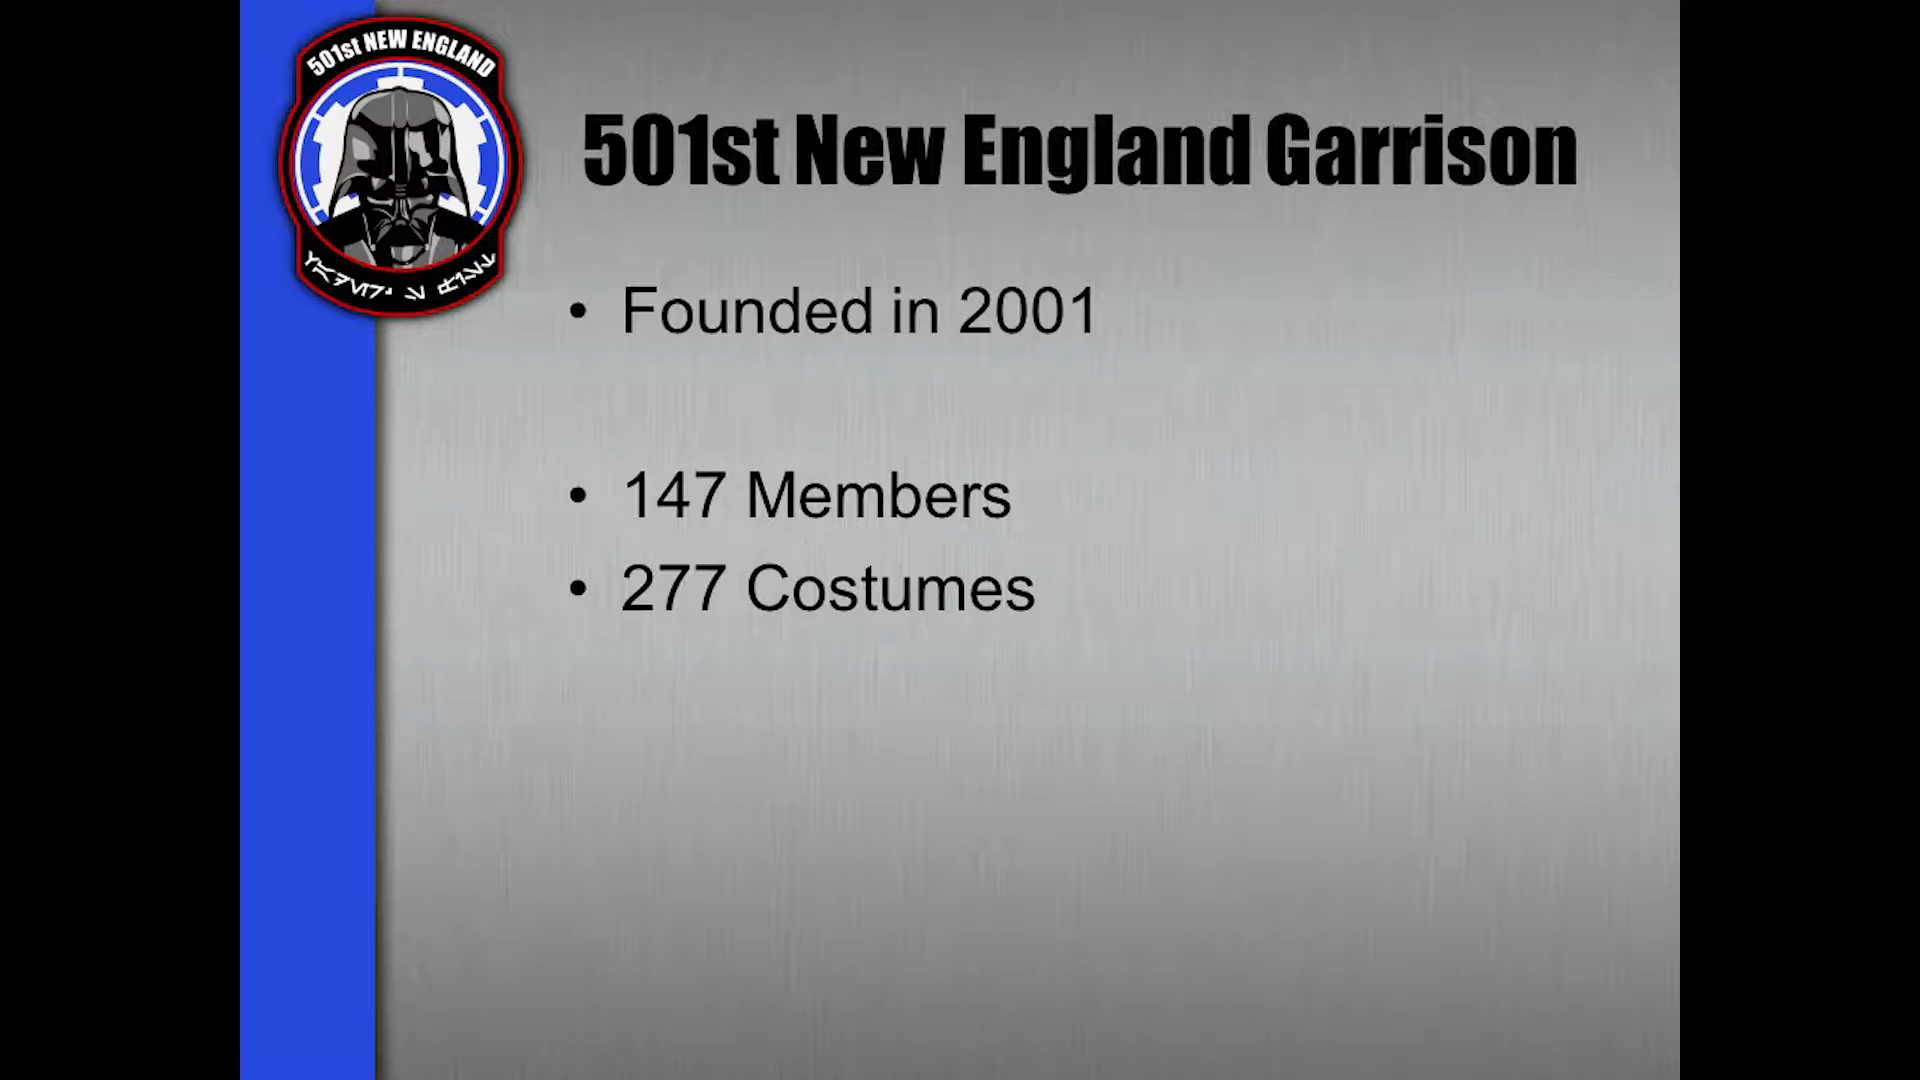 501st NEW ENGLAND
501st New England Garrison
• Founded in 2001
• 147 Members
• 277 Costumes